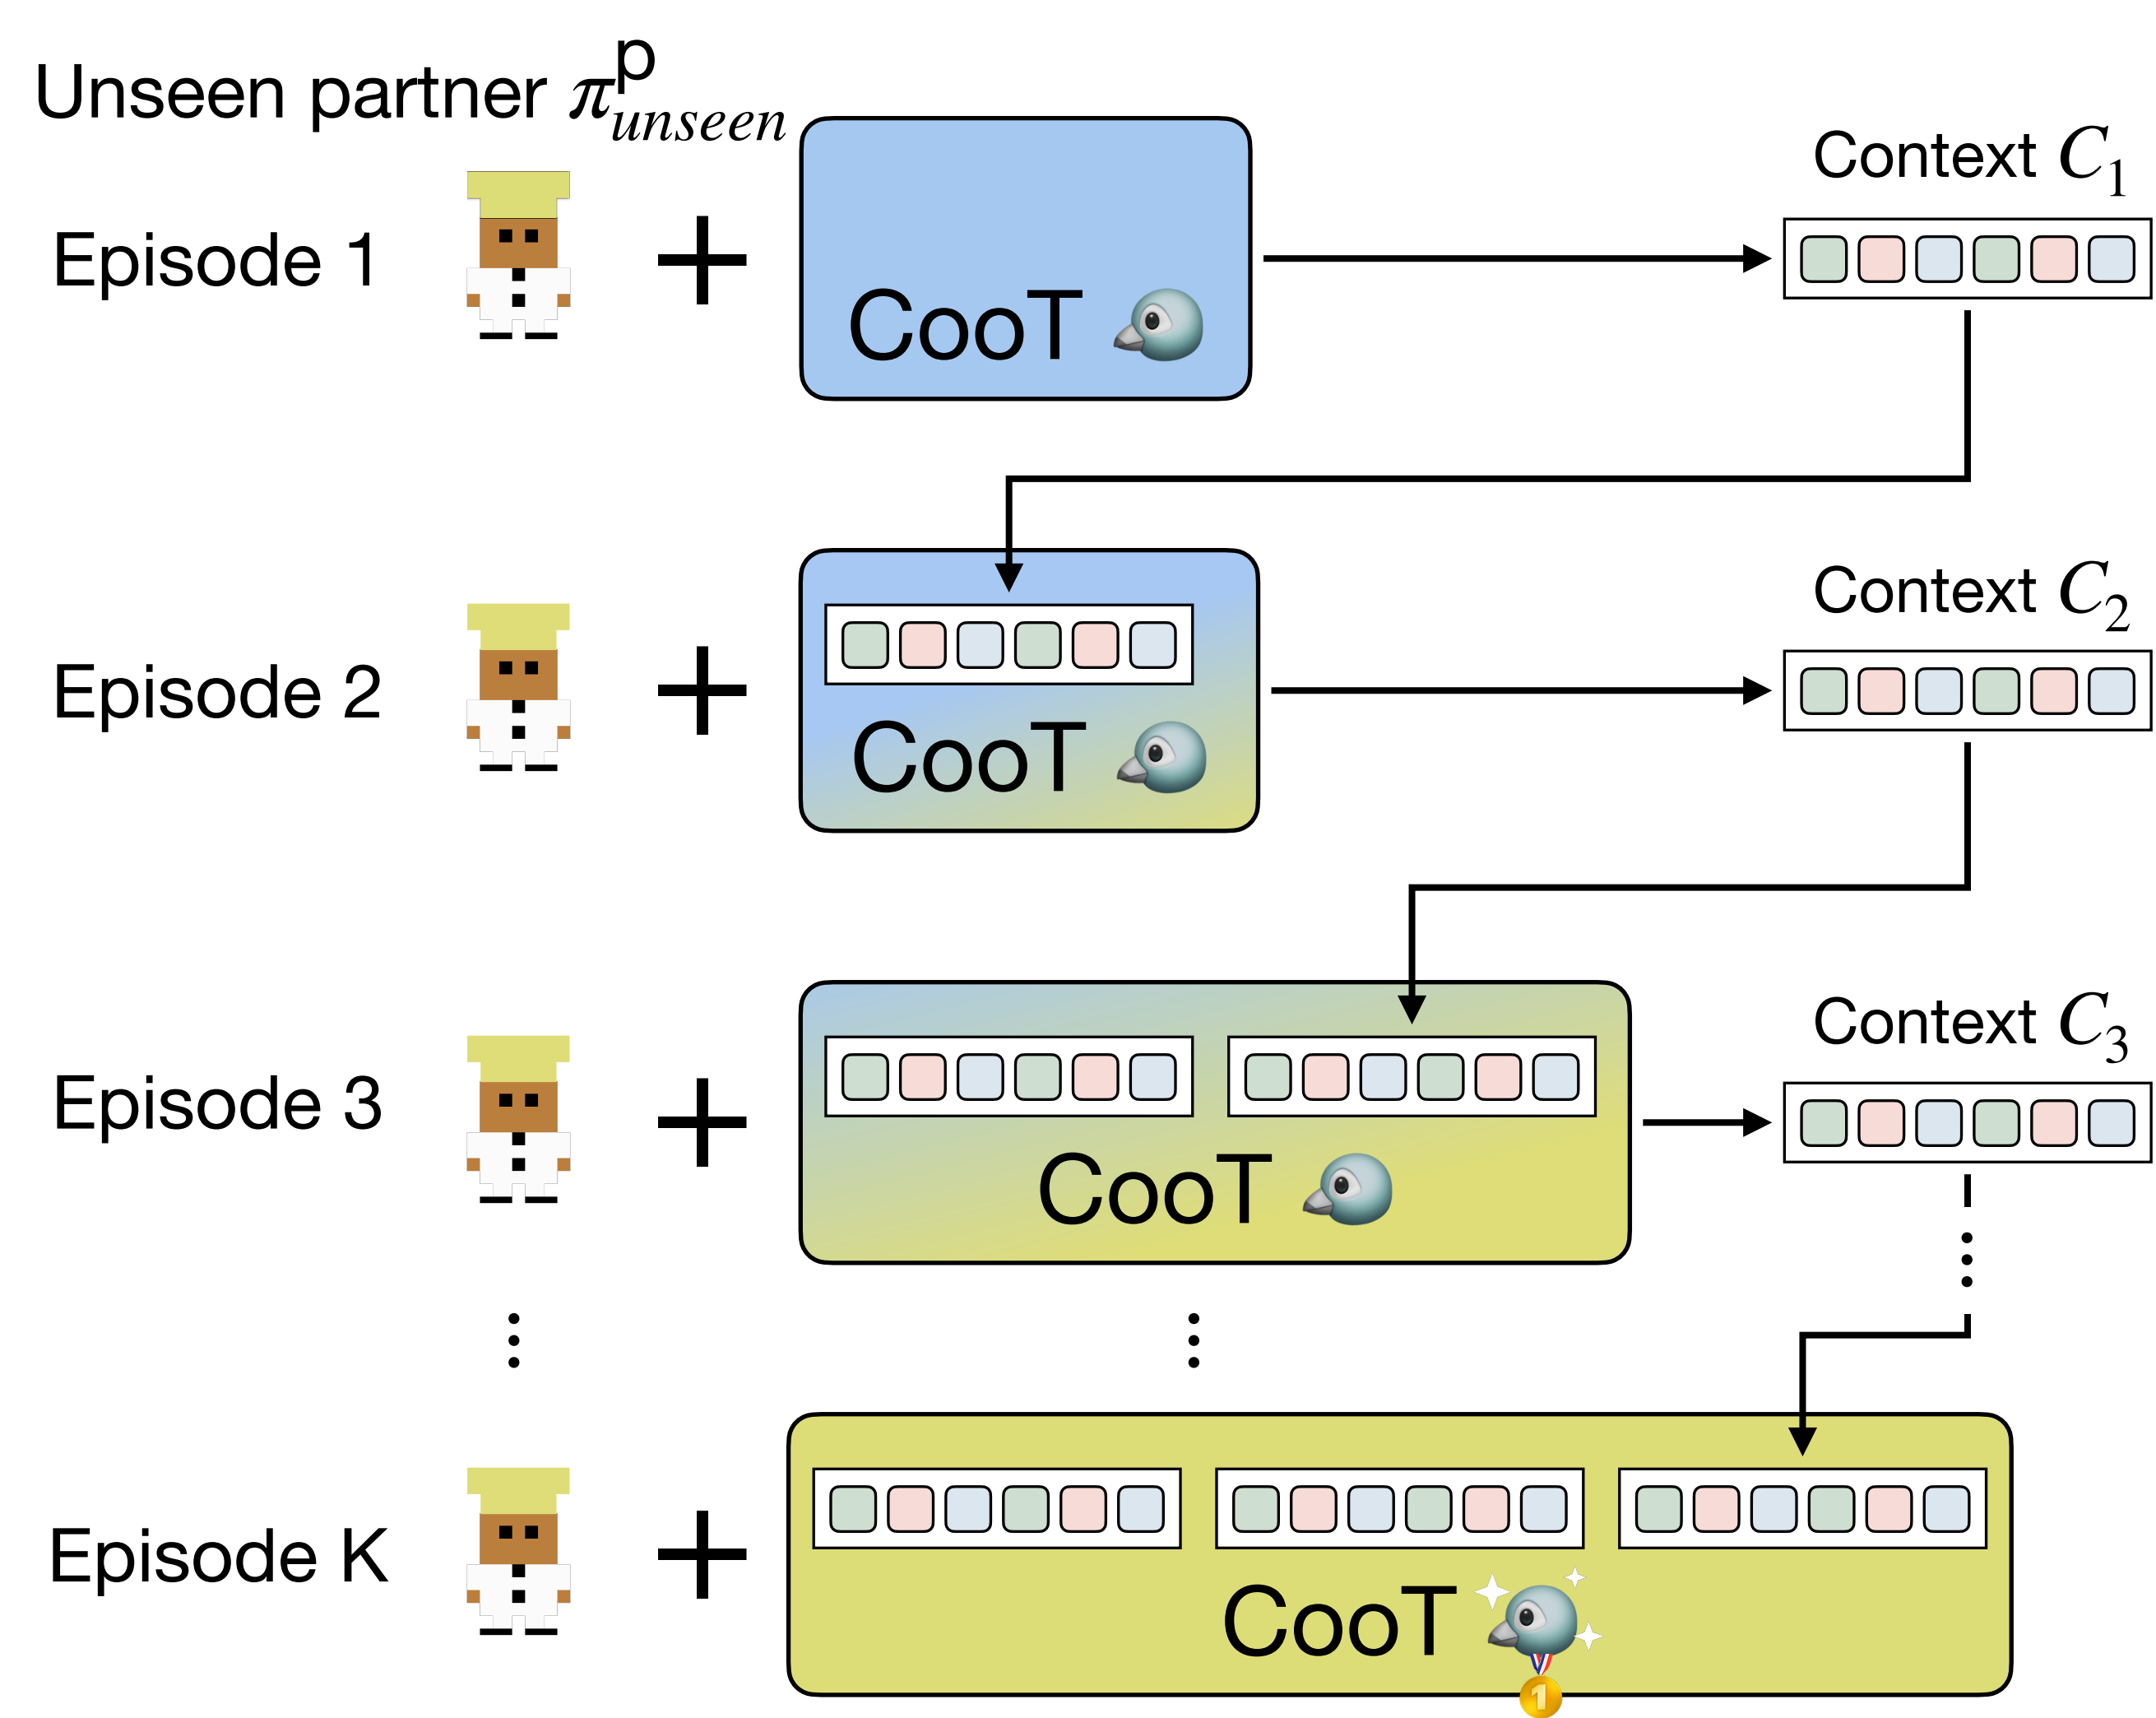 Unseen partner π^p_unseen
Context C_1
Episode 1
+
CooT
Context C_2
Episode 2
+
CooT
Context C_3
Episode 3
+
CooT
Episode K
+
CooT
1